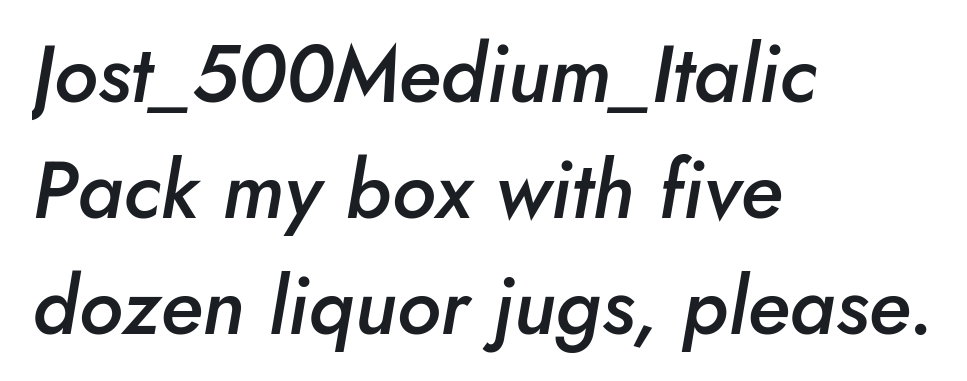 Jost_500Medium_Italic
Pack my box with five
dozen liquor jugs, please.